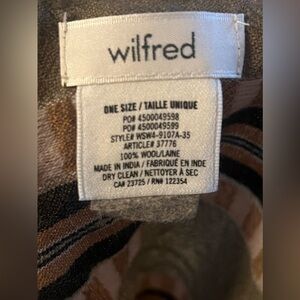 wilfred
ONE SIZE / TAILLE UNIQUE
PO# 4500049598
PO# 4500049599
STYLE# WSW4-9107A-35
ARTICLE# 37776
100% WOOL/LAINE
MADE IN INDIA / FABRIQUÉ EN INDE
DRY CLEAN / NETTOYER À SEC
CA# 23725 / RN# 122354